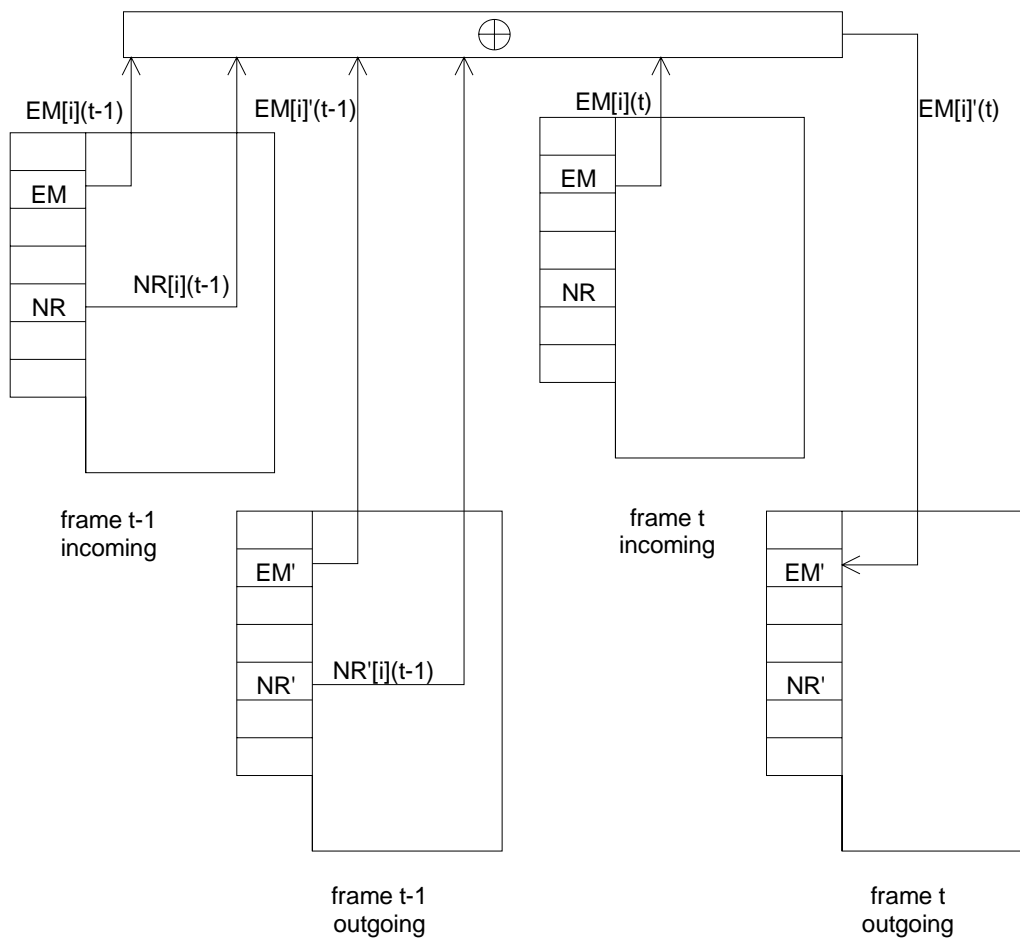 EM[i](t-1)
EM[i]'(t-1)
EM[i](t)
EM[i]'(t)
EM
NR[i](t-1)
NR
EM
NR
frame t-1
incoming
frame t
incoming
EM'
NR'[i](t-1)
NR'
EM'
NR'
frame t-1
outgoing
frame t
outgoing